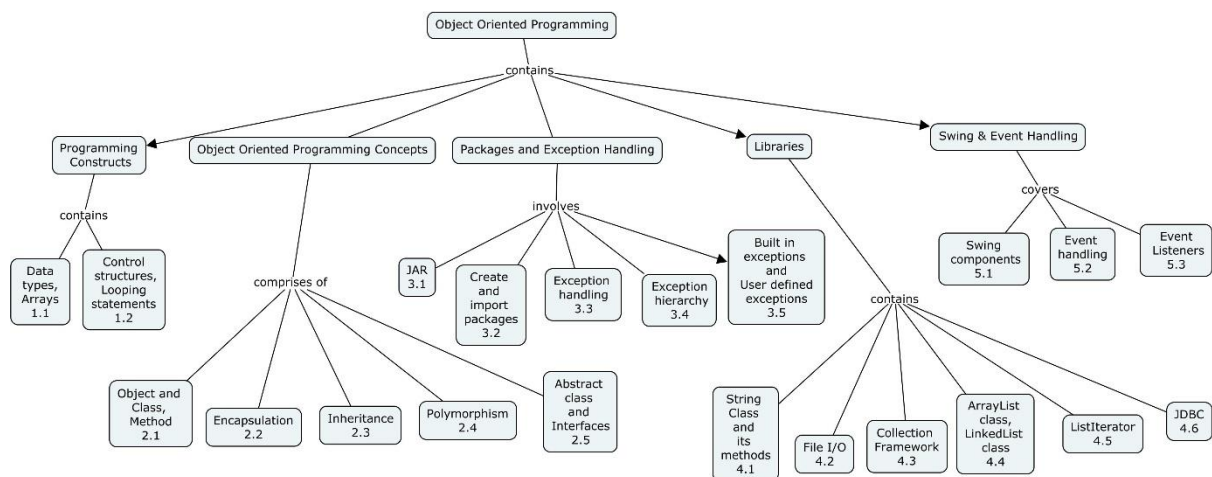 Object Oriented Programming
contains
Programming
Constructs
Object Oriented Programming Concepts
Packages and Exception Handling
Libraries
Swing & Event Handling
contains
Data
types,
Arrays
1.1
Control
structures,
Looping
statements
1.2
comprises of
Object and
Class,
Method
2.1
Encapsulation
2.2
Inheritance
2.3
Polymorphism
2.4
Abstract
class
and
Interfaces
2.5
involves
JAR
3.1
Create
and
import
packages
3.2
Exception
handling
3.3
Exception
hierarchy
3.4
Built in
exceptions
and
User defined
exceptions
3.5
contains
String
Class
and
its
methods
4.1
File I/O
4.2
Collection
Framework
4.3
ArrayList
class,
LinkedList
class
4.4
ListIterator
4.5
JDBC
4.6
covers
Swing
components
5.1
Event
handling
5.2
Event
Listeners
5.3